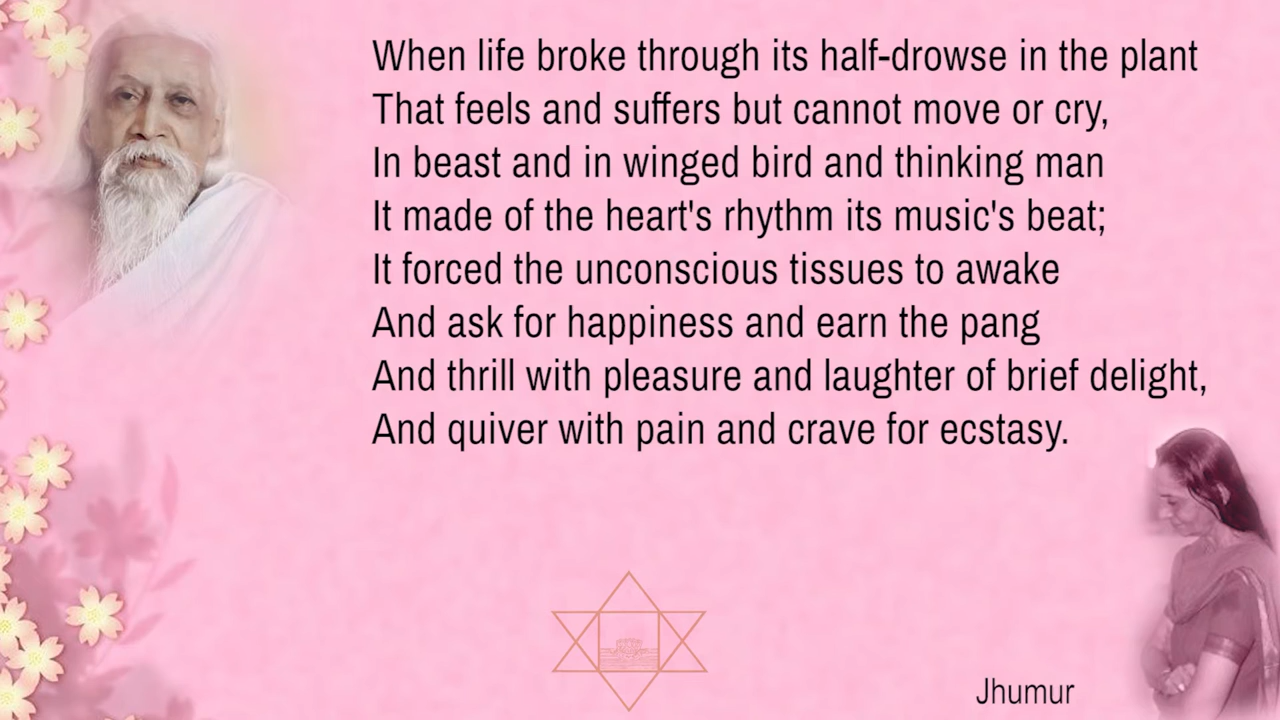 When life broke through its half-drowse in the plant
That feels and suffers but cannot move or cry,
In beast and in winged bird and thinking man
It made of the heart's rhythm its music's beat;
It forced the unconscious tissues to awake
And ask for happiness and earn the pang
And thrill with pleasure and laughter of brief delight,
And quiver with pain and crave for ecstasy.
Jhumur